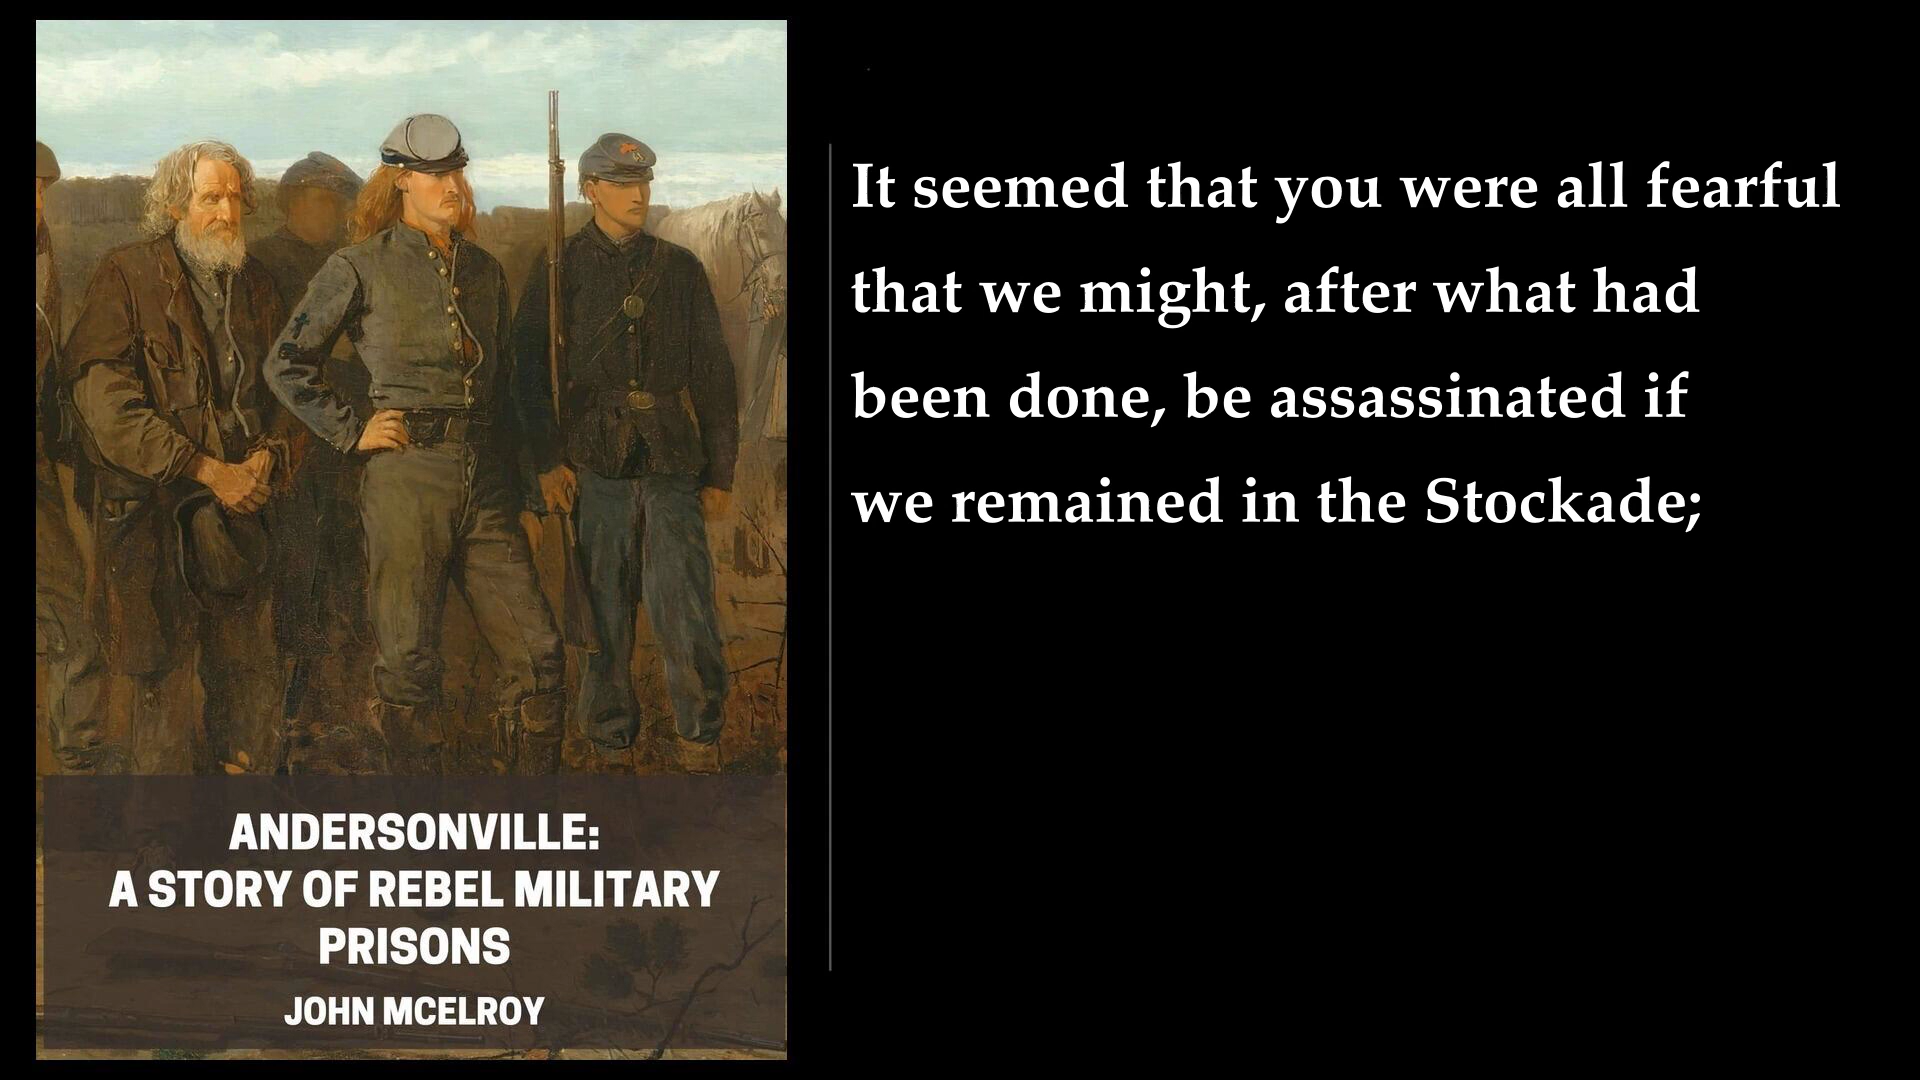 It seemed that you were all fearful
that we might, after what had
been done, be assassinated if
we remained in the Stockade;
ANDERSONVILLE:
A STORY OF REBEL MILITARY
PRISONS
JOHN MCELROY